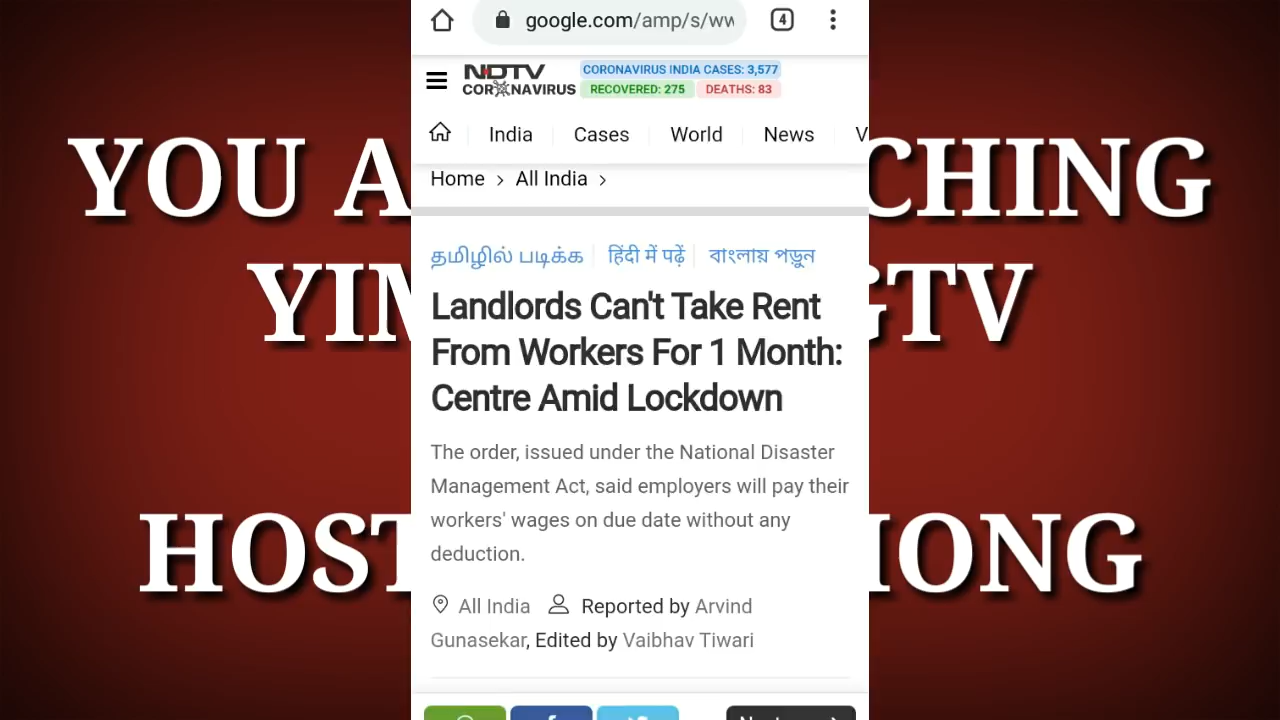 google.com/amp/s/ww
4
NDTV
CORONAVIRUS
CORONAVIRUS INDIA CASES: 3,577
RECOVERED: 275 DEATHS: 83
India Cases World News V
Home > All India >
தமிழில் படிக்க हिंदी में पढ़ें বাংলায় পড়ুন
Landlords Can't Take Rent
From Workers For 1 Month:
Centre Amid Lockdown
The order, issued under the National Disaster
Management Act, said employers will pay their
workers' wages on due date without any
deduction.
All India Reported by Arvind
Gunasekar, Edited by Vaibhav Tiwari
YOU A CHING
YIM GTV
HOST IONG